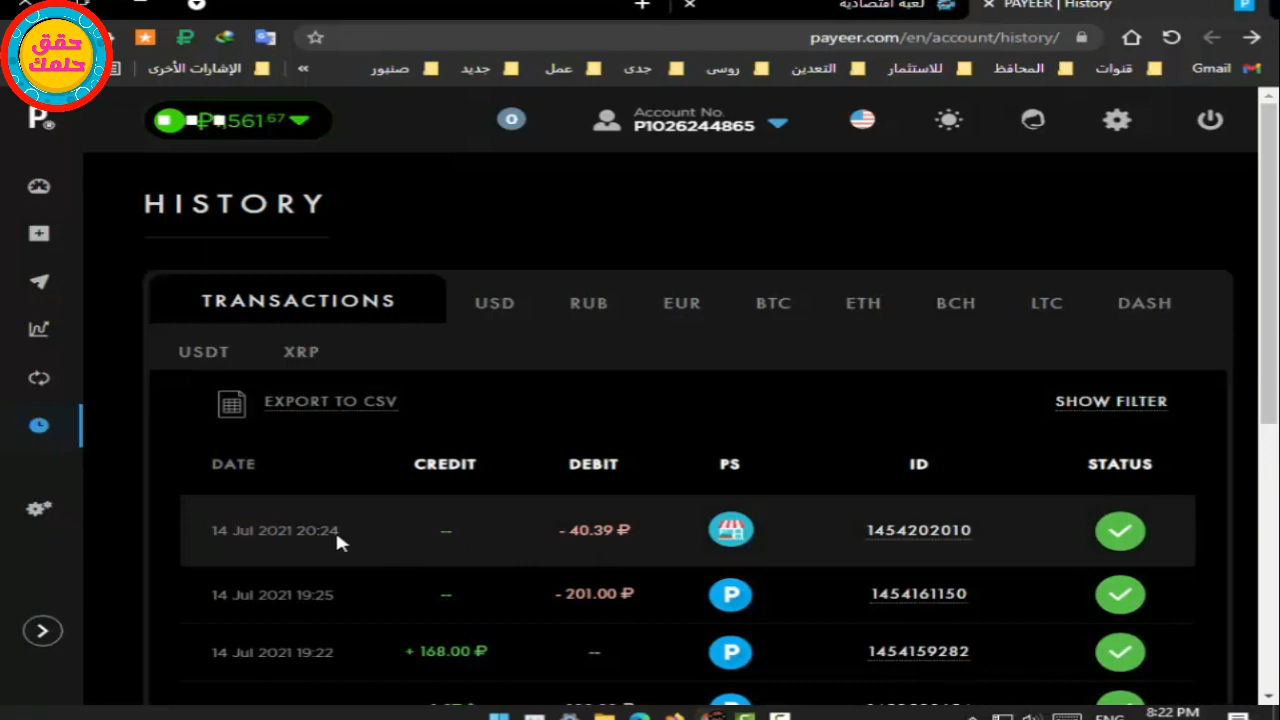 حقق
حلمك
لعبة اقتصادية
PAYEER | History
payeer.com/en/account/history/
الإشارات الأخرى
«
صنبور
جديد
عمل
جدى
روسى
التعدين
للاستثمار
المحافظ
قنوات
Gmail
P
561 67
0
Account No.
P1026244865
HISTORY
TRANSACTIONS USD RUB EUR BTC ETH BCH LTC DASH
USDT XRP
EXPORT TO CSV SHOW FILTER
DATE CREDIT DEBIT PS ID STATUS
14 Jul 2021 20:24 -- - 40.39 ₽ 1454202010
14 Jul 2021 19:25 -- - 201.00 ₽ P 1454161150
14 Jul 2021 19:22 + 168.00 ₽ -- P 1454159282
ENG 8:22 PM